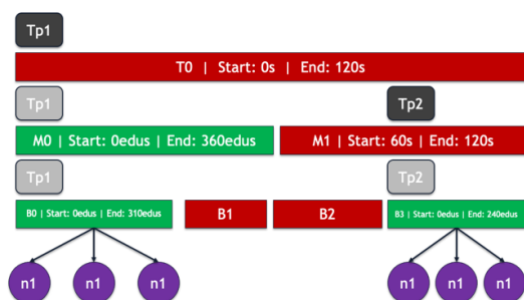 Tp1
T0 | Start: 0s | End: 120s
Tp1 Tp2
M0 | Start: 0edus | End: 360edus M1 | Start: 60s | End: 120s
Tp1 Tp2
B0 | Start: 0edus | End: 310edus B1 B2 B3 | Start: 0edus | End: 240edus
n1 n1 n1 n1 n1 n1